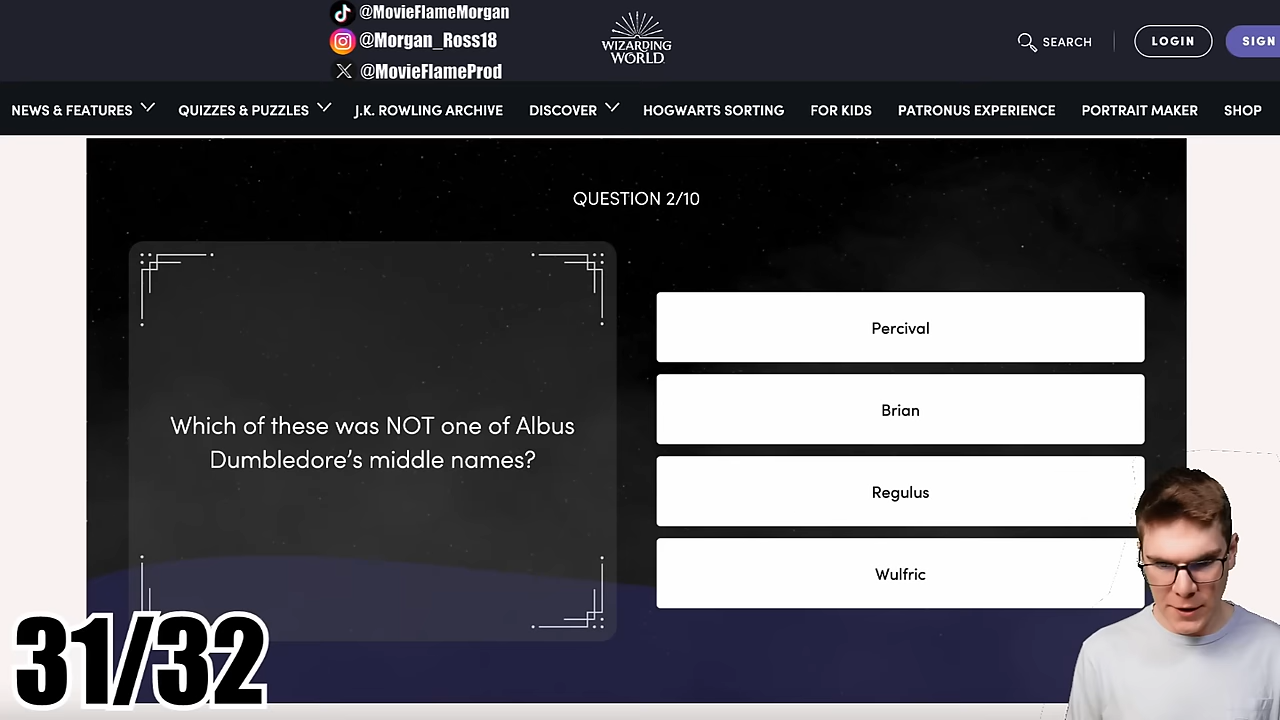 @MovieFlameMorgan
@Morgan_Ross18
@MovieFlameProd
WIZARDING
WORLD
SEARCH
LOGIN
SIGN
NEWS & FEATURES
QUIZZES & PUZZLES
J.K. ROWLING ARCHIVE
DISCOVER
HOGWARTS SORTING
FOR KIDS
PATRONUS EXPERIENCE
PORTRAIT MAKER
SHOP
QUESTION 2/10
Which of these was NOT one of Albus
Dumbledore's middle names?
Percival
Brian
Regulus
Wulfric
31/32